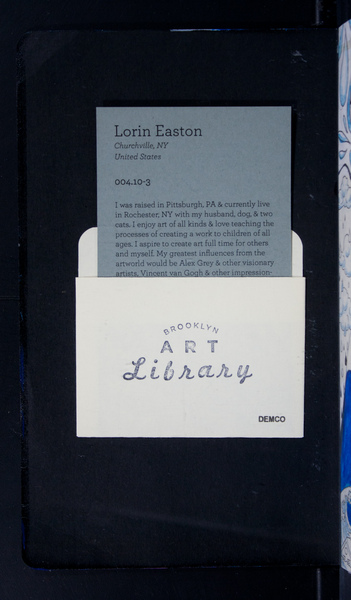 Lorin Easton
Churchville, NY
United States
004.10-3
I was raised in Pittsburgh, PA & currently live
in Rochester, NY with my husband, dog, & two
cats. I enjoy art of all kinds & love teaching the
processes of creating a work to children of all
ages. I aspire to create art full time for others
and myself. My greatest influences from the
artworld would be Alex Grey & other visionary
artists, Vincent van Gogh & other impression-
BROOKLYN
ART
Library
DEMCO